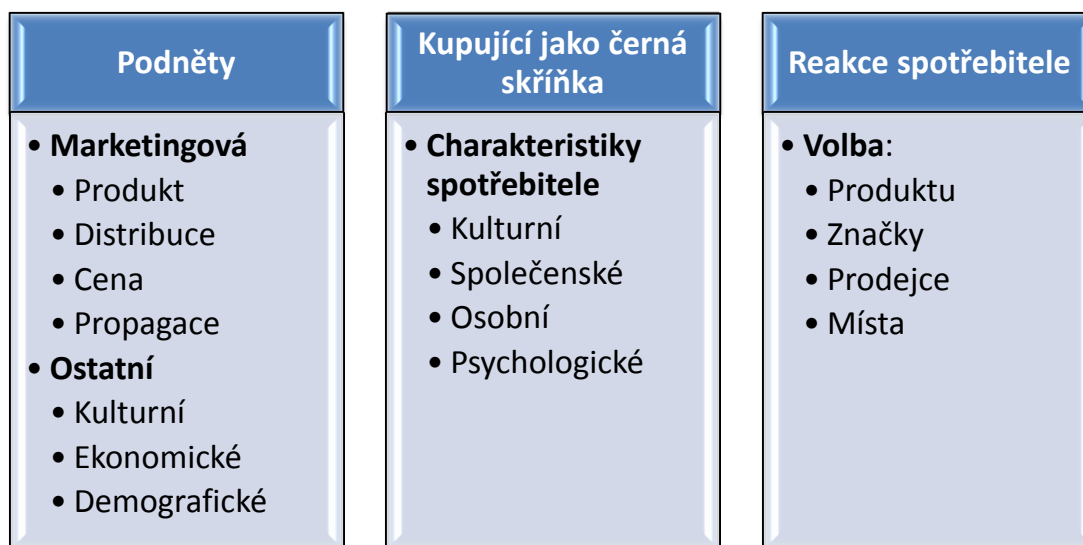 Podněty
• Marketingová
• Produkt
• Distribuce
• Cena
• Propagace
• Ostatní
• Kulturní
• Ekonomické
• Demografické
Kupující jako černá
skříňka
• Charakteristiky
spotřebitele
• Kulturní
• Společenské
• Osobní
• Psychologické
Reakce spotřebitele
• Volba:
• Produktu
• Značky
• Prodejce
• Místa